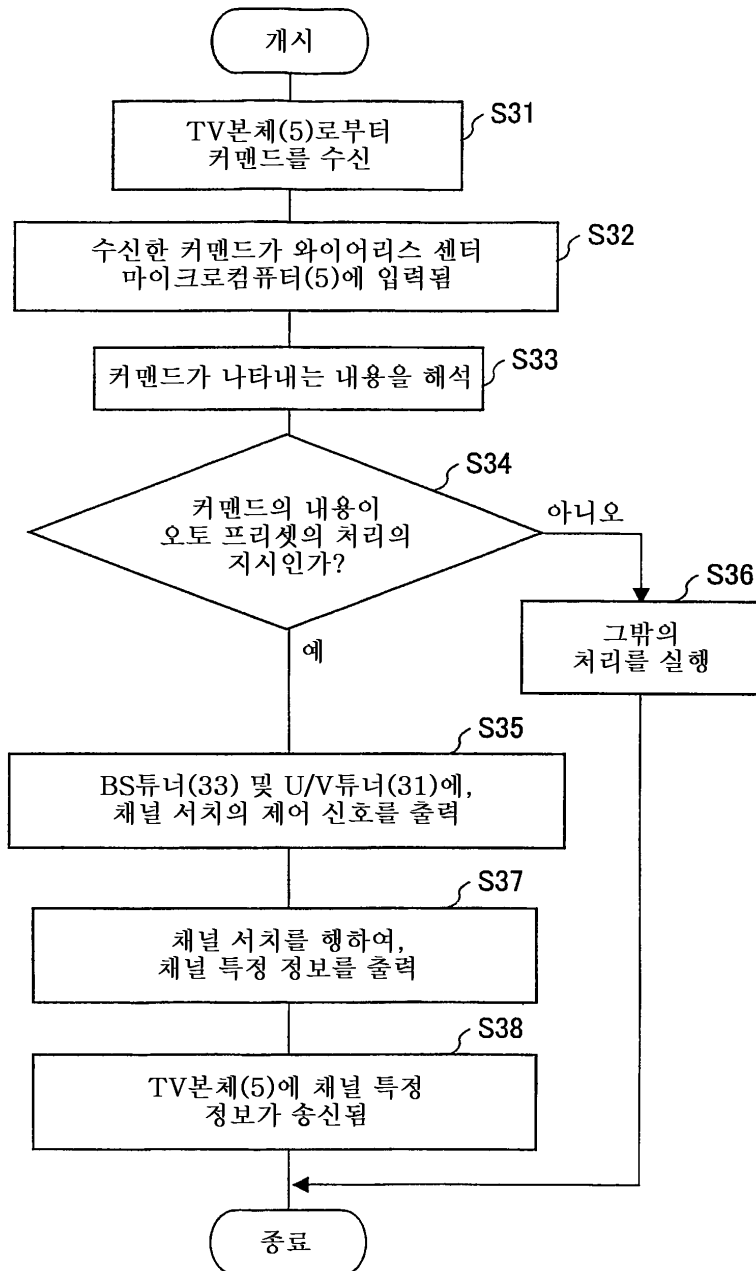 개시
S31
TV본체(5)로부터
커맨드를 수신
S32
수신한 커맨드가 와이어리스 센터
마이크로컴퓨터(5)에 입력됨
S33
커맨드가 나타내는 내용을 해석
S34
커맨드의 내용이
오토 프리셋의 처리의
지시인가?
아니오
S36
그밖의
처리를 실행
예
S35
BS튜너(33) 및 U/V튜너(31)에,
채널 서치의 제어 신호를 출력
S37
채널 서치를 행하여,
채널 특정 정보를 출력
S38
TV본체(5)에 채널 특정
정보가 송신됨
종료